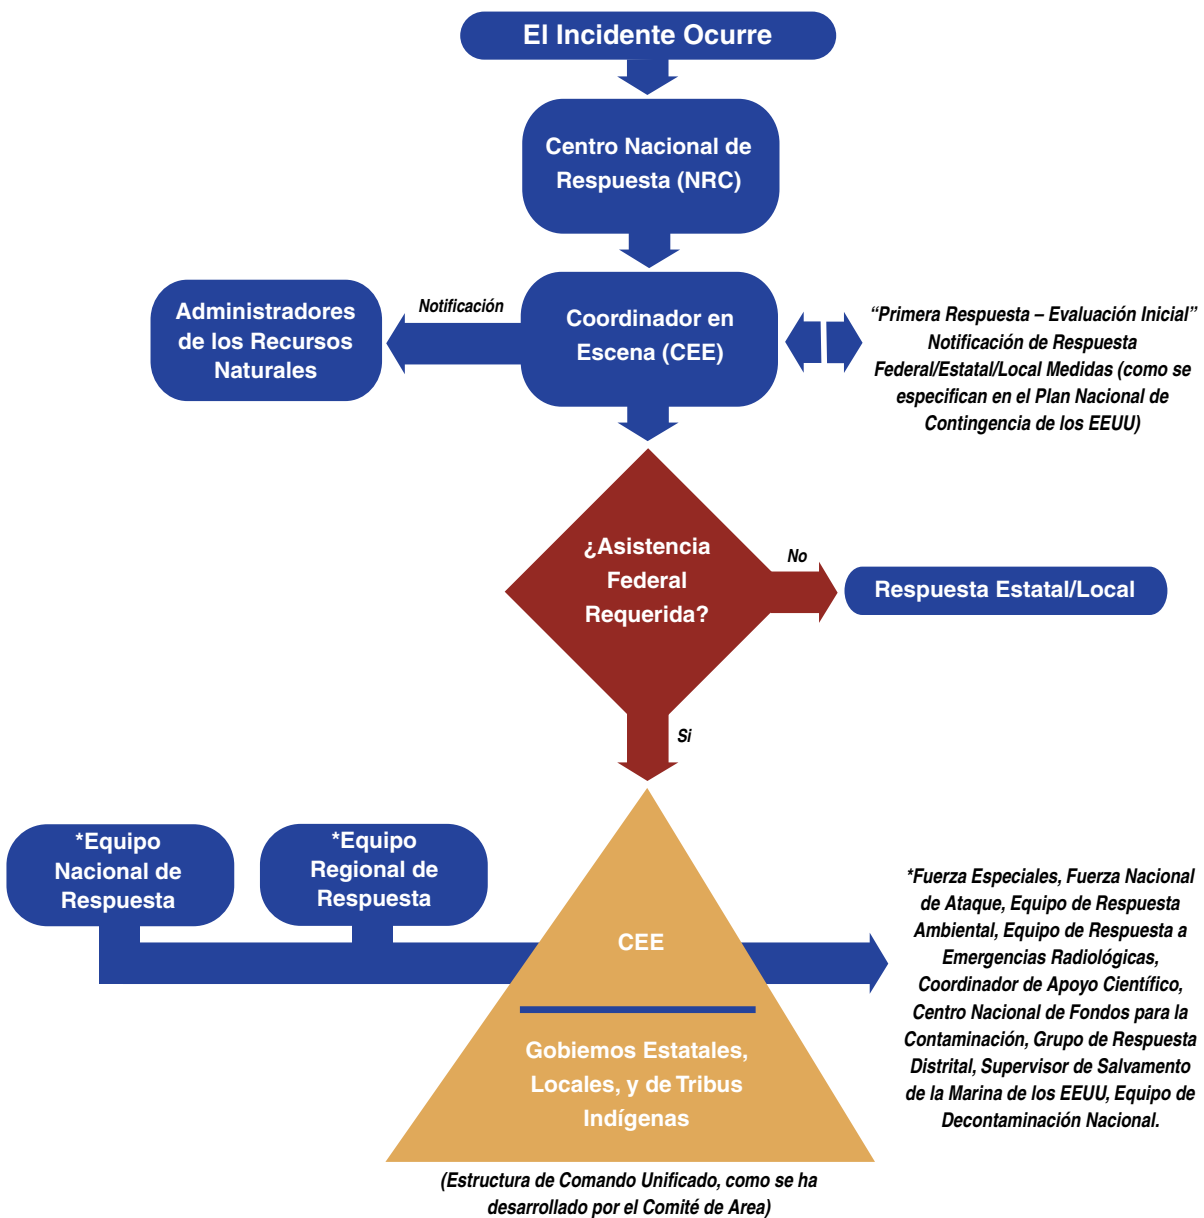 El Incidente Ocurre
Centro Nacional de
Respuesta (NRC)
Administradores
de los Recursos
Naturales
Notificación
Coordinador en
Escena (CEE)
“Primera Respuesta – Evaluación Inicial”
Notificación de Respuesta
Federal/Estatal/Local Medidas (como se
especifican en el Plan Nacional de
Contingencia de los EEUU)
¿Asistencia
Federal
Requerida?
No
Respuesta Estatal/Local
Si
*Equipo
Nacional de
Respuesta
*Equipo
Regional de
Respuesta
CEE
Gobiemos Estatales,
Locales, y de Tribus
Indígenas
*Fuerza Especiales, Fuerza Nacional
de Ataque, Equipo de Respuesta
Ambiental, Equipo de Respuesta a
Emergencias Radiológicas,
Coordinador de Apoyo Científico,
Centro Nacional de Fondos para la
Contaminación, Grupo de Respuesta
Distrital, Supervisor de Salvamento
de la Marina de los EEUU, Equipo de
Decontaminación Nacional.
(Estructura de Comando Unificado, como se ha
desarrollado por el Comité de Area)